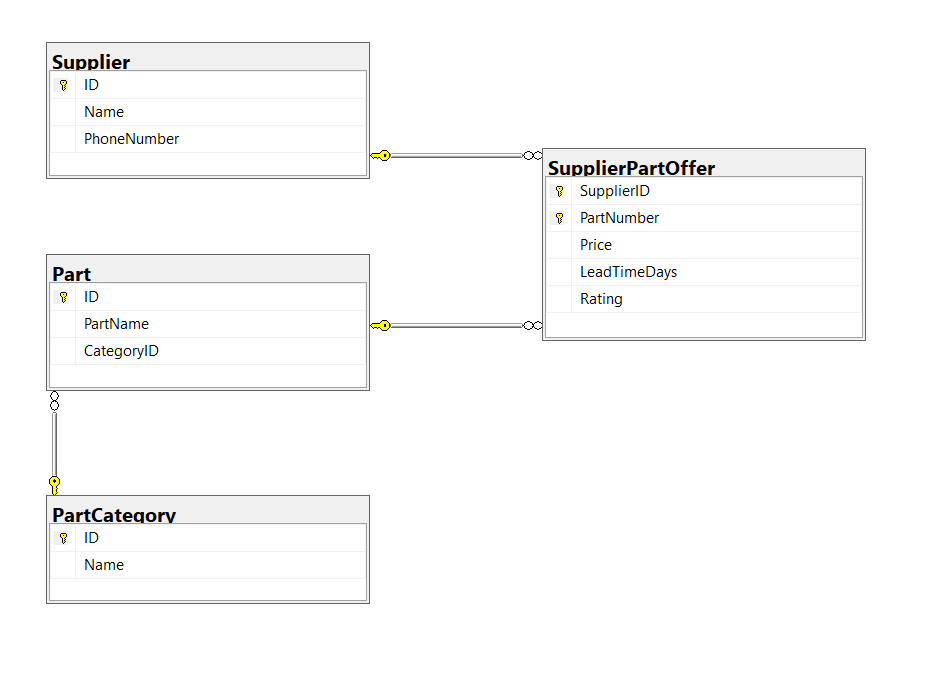 Supplier
ID
Name
PhoneNumber
SupplierPartOffer
SupplierID
PartNumber
Price
LeadTimeDays
Rating
Part
ID
PartName
CategoryID
PartCategory
ID
Name